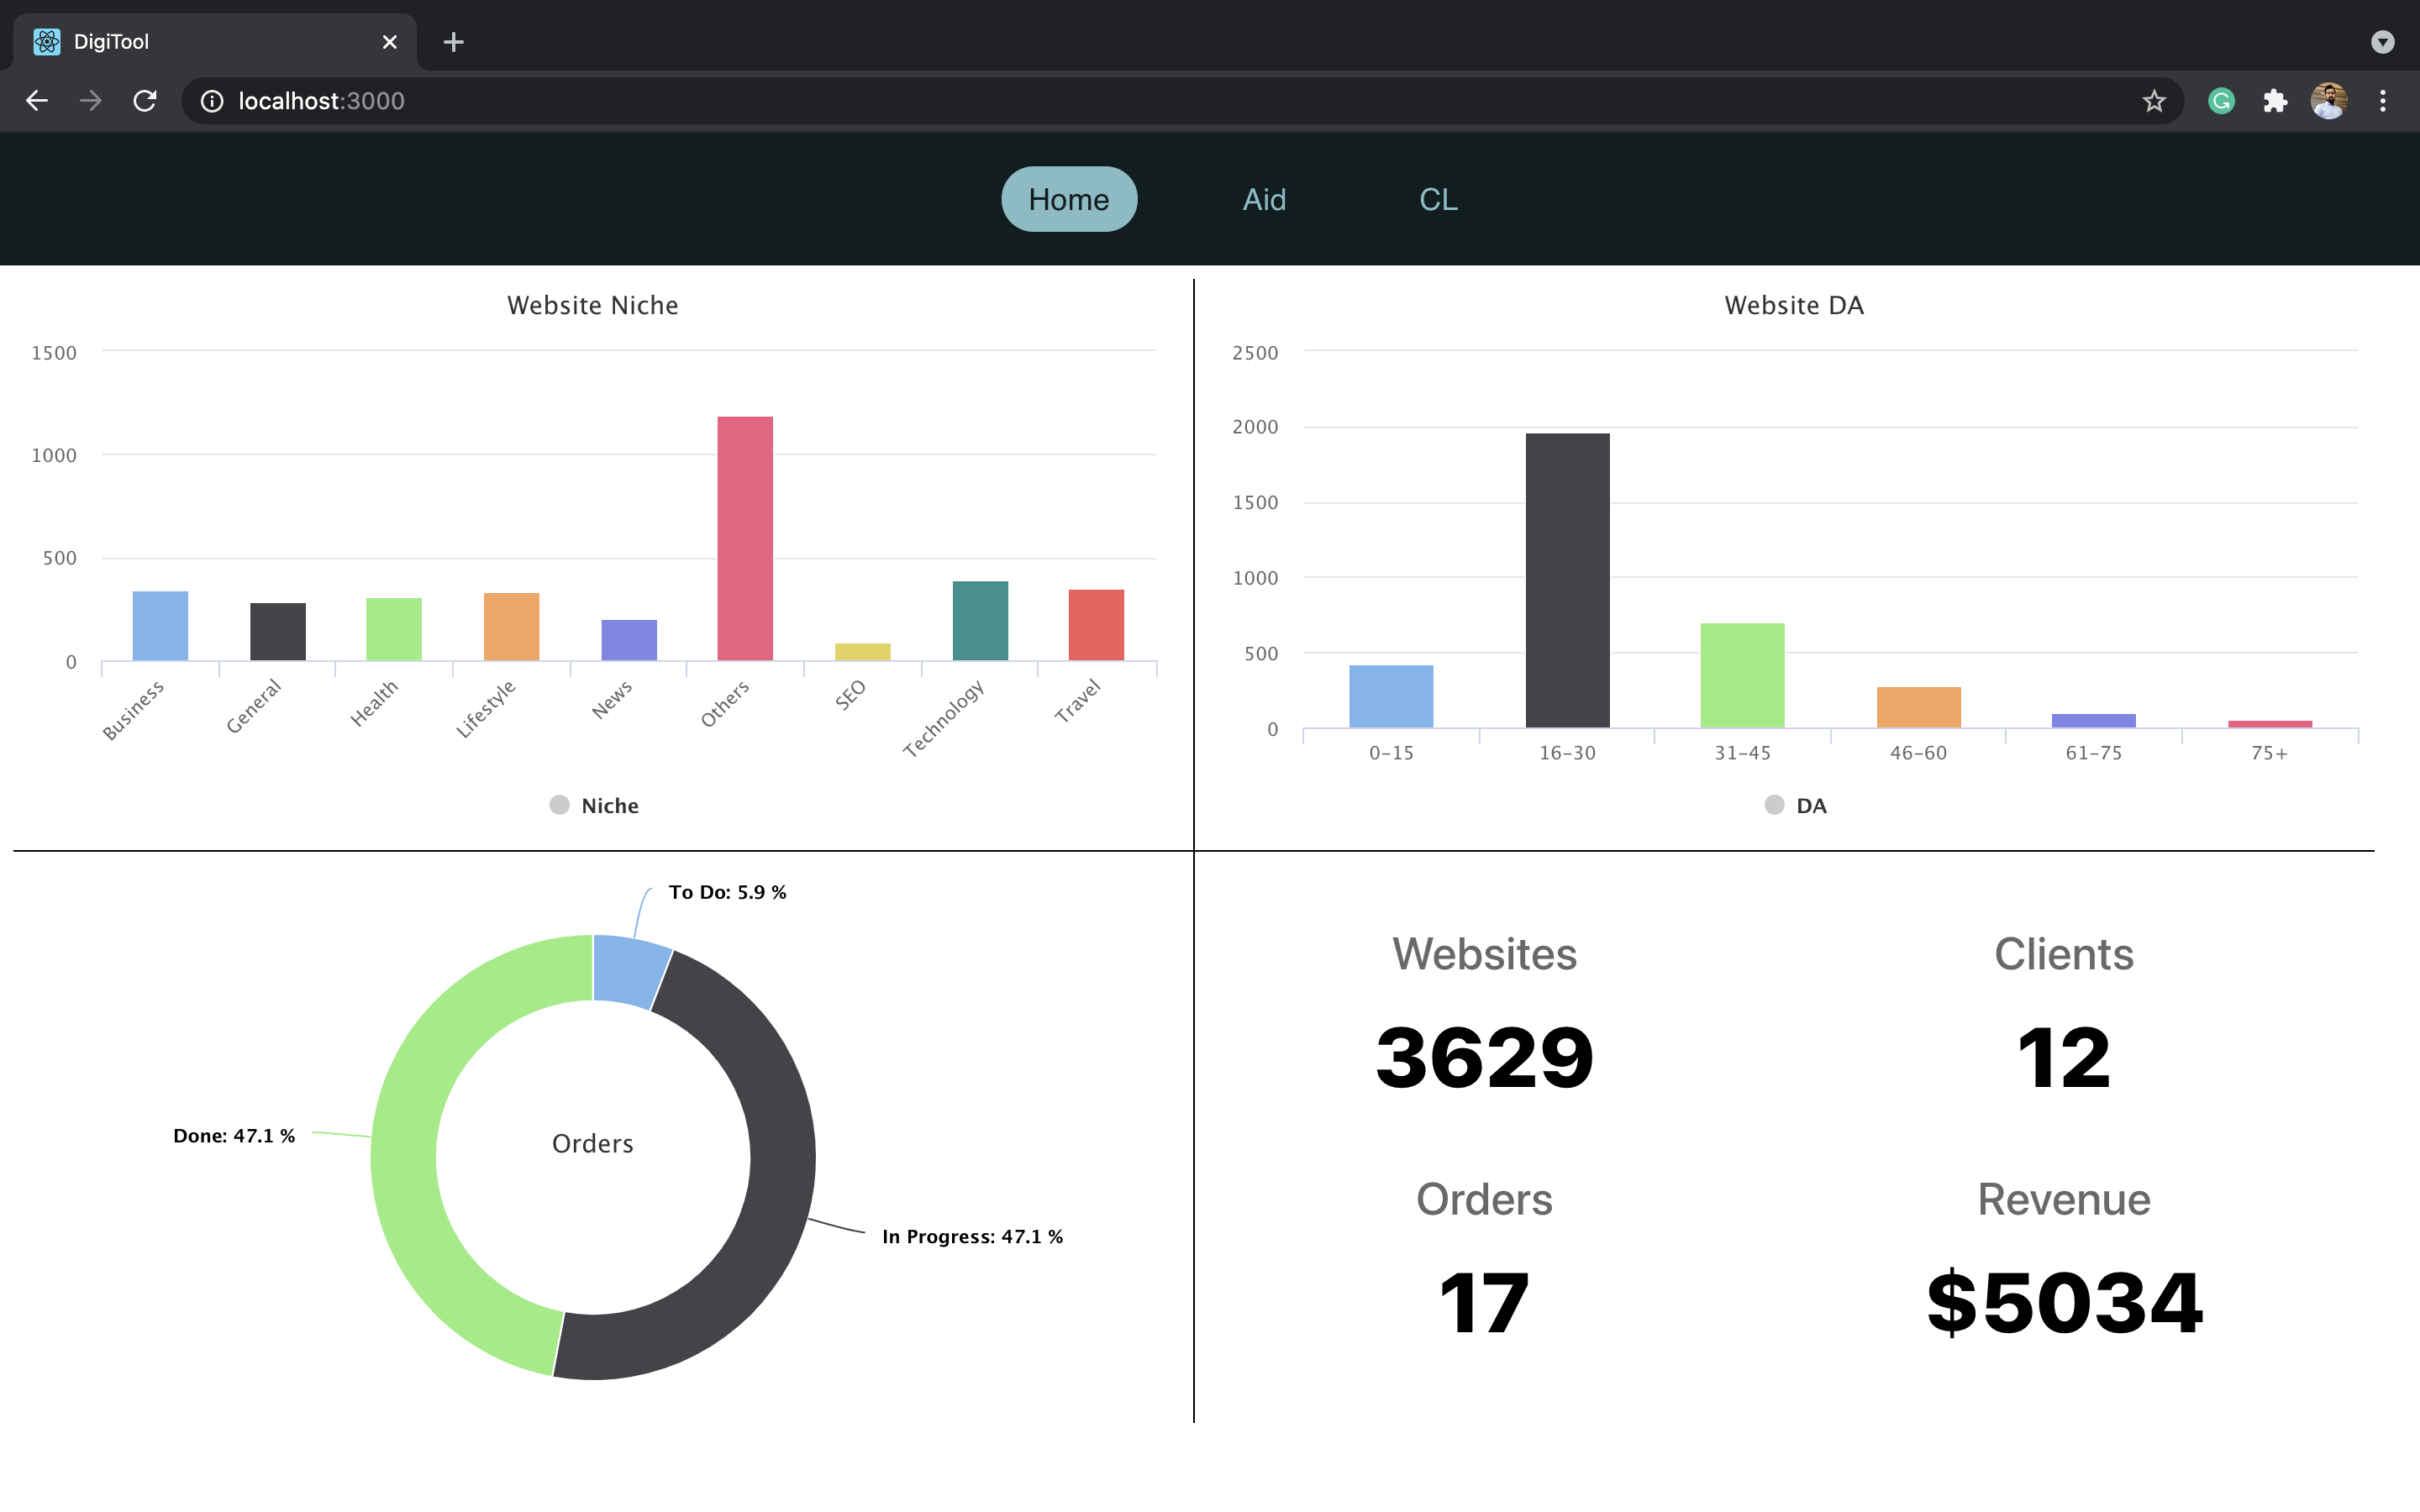 DigiTool
localhost:3000
Home
Aid
CL
Website Niche
1500
1000
500
0
Business
General
Health
Lifestyle
News
Others
SEO
Technology
Travel
Niche
Website DA
2500
2000
1500
1000
500
0
0-15
16-30
31-45
46-60
61-75
75+
DA
To Do: 5.9 %
Done: 47.1 %
Orders
In Progress: 47.1 %
Websites
3629
Clients
12
Orders
17
Revenue
$5034